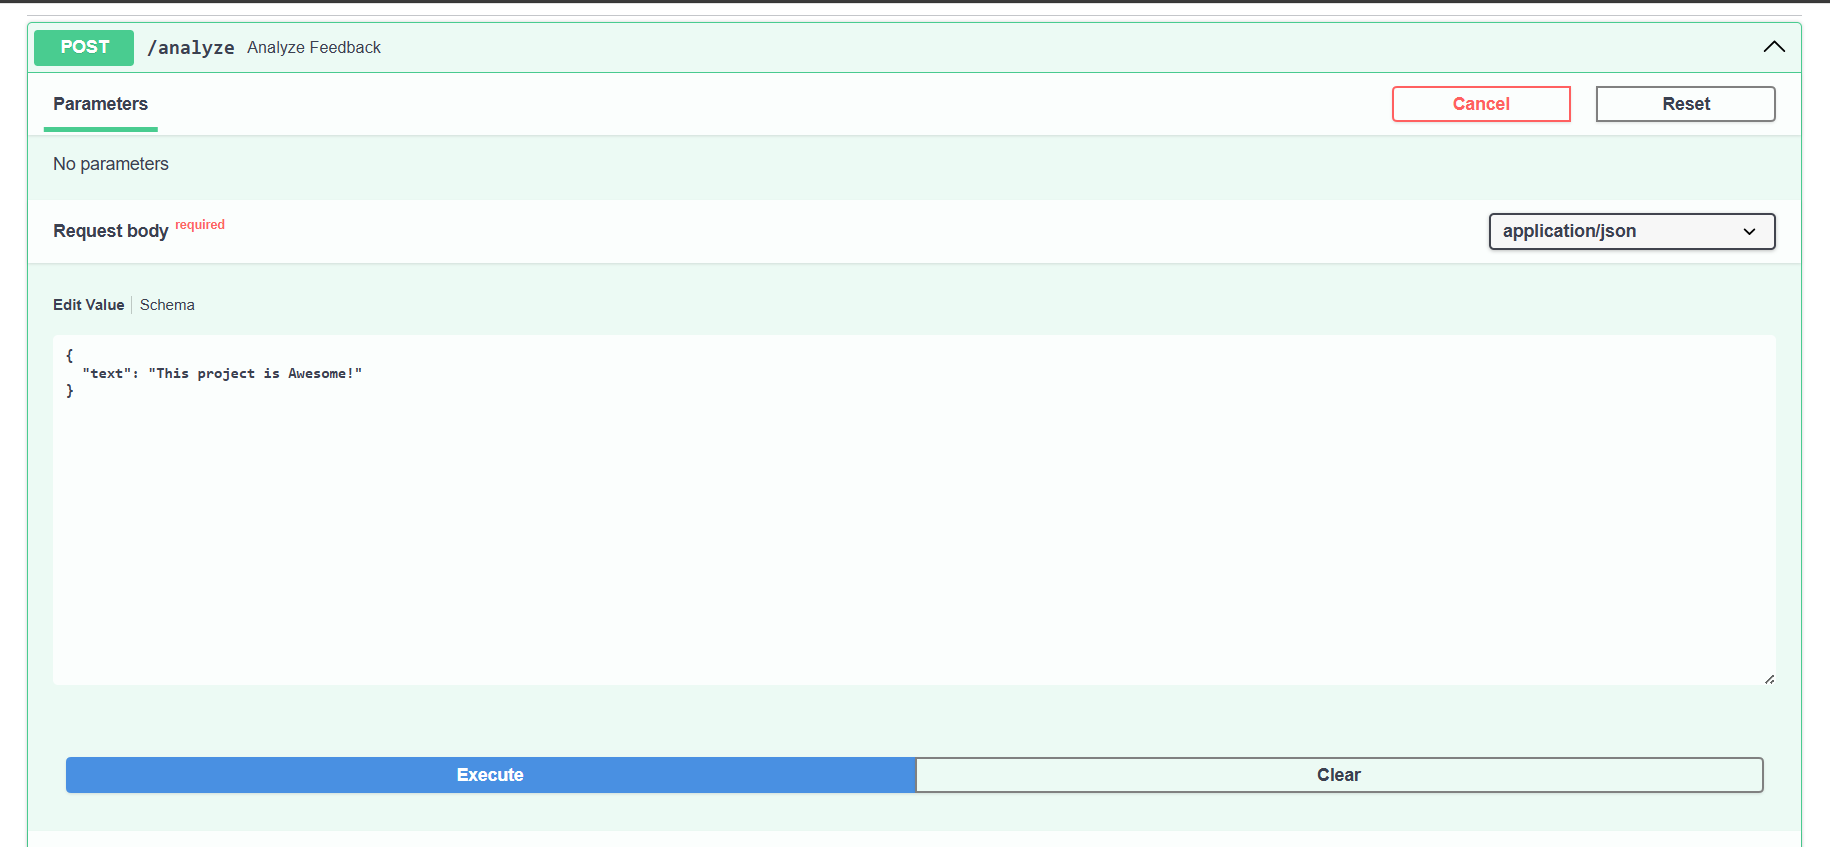 POST /analyze Analyze Feedback
Parameters Cancel Reset
No parameters
Request body required application/json
Edit Value Schema
{
"text": "This project is Awesome!"
}
Execute Clear